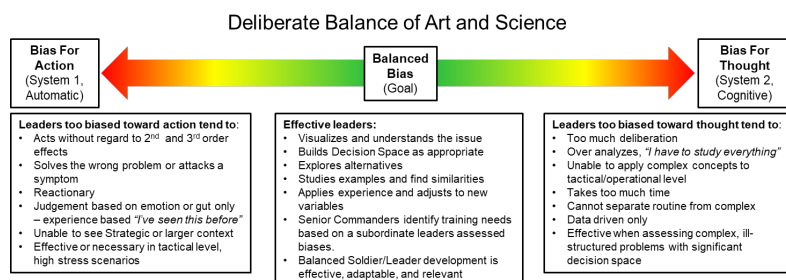 Deliberate Balance of Art and Science
Bias For
Action
(System 1,
Automatic)
Balanced
Bias
(Goal)
Bias For
Thought
(System 2,
Cognitive)
Leaders too biased toward action tend to:
• Acts without regard to 2nd and 3rd order
effects
• Solves the wrong problem or attacks a
symptom
• Reactionary
• Judgement based on emotion or gut only
– experience based "I've seen this before"
• Unable to see Strategic or larger context
• Effective or necessary in tactical level,
high stress scenarios
Effective leaders:
• Visualizes and understands the issue
• Builds Decision Space as appropriate
• Explores alternatives
• Studies examples and find similarities
• Applies experience and adjusts to new
variables
• Senior Commanders identify training needs
based on a subordinate leaders assessed
biases.
• Balanced Soldier/Leader development is
effective, adaptable, and relevant
Leaders too biased toward thought tend to:
• Too much deliberation
• Over analyzes, "I have to study everything"
• Unable to apply complex concepts to
tactical/operational level
• Takes too much time
• Cannot separate routine from complex
• Data driven only
• Effective when assessing complex, ill-
structured problems with significant
decision space